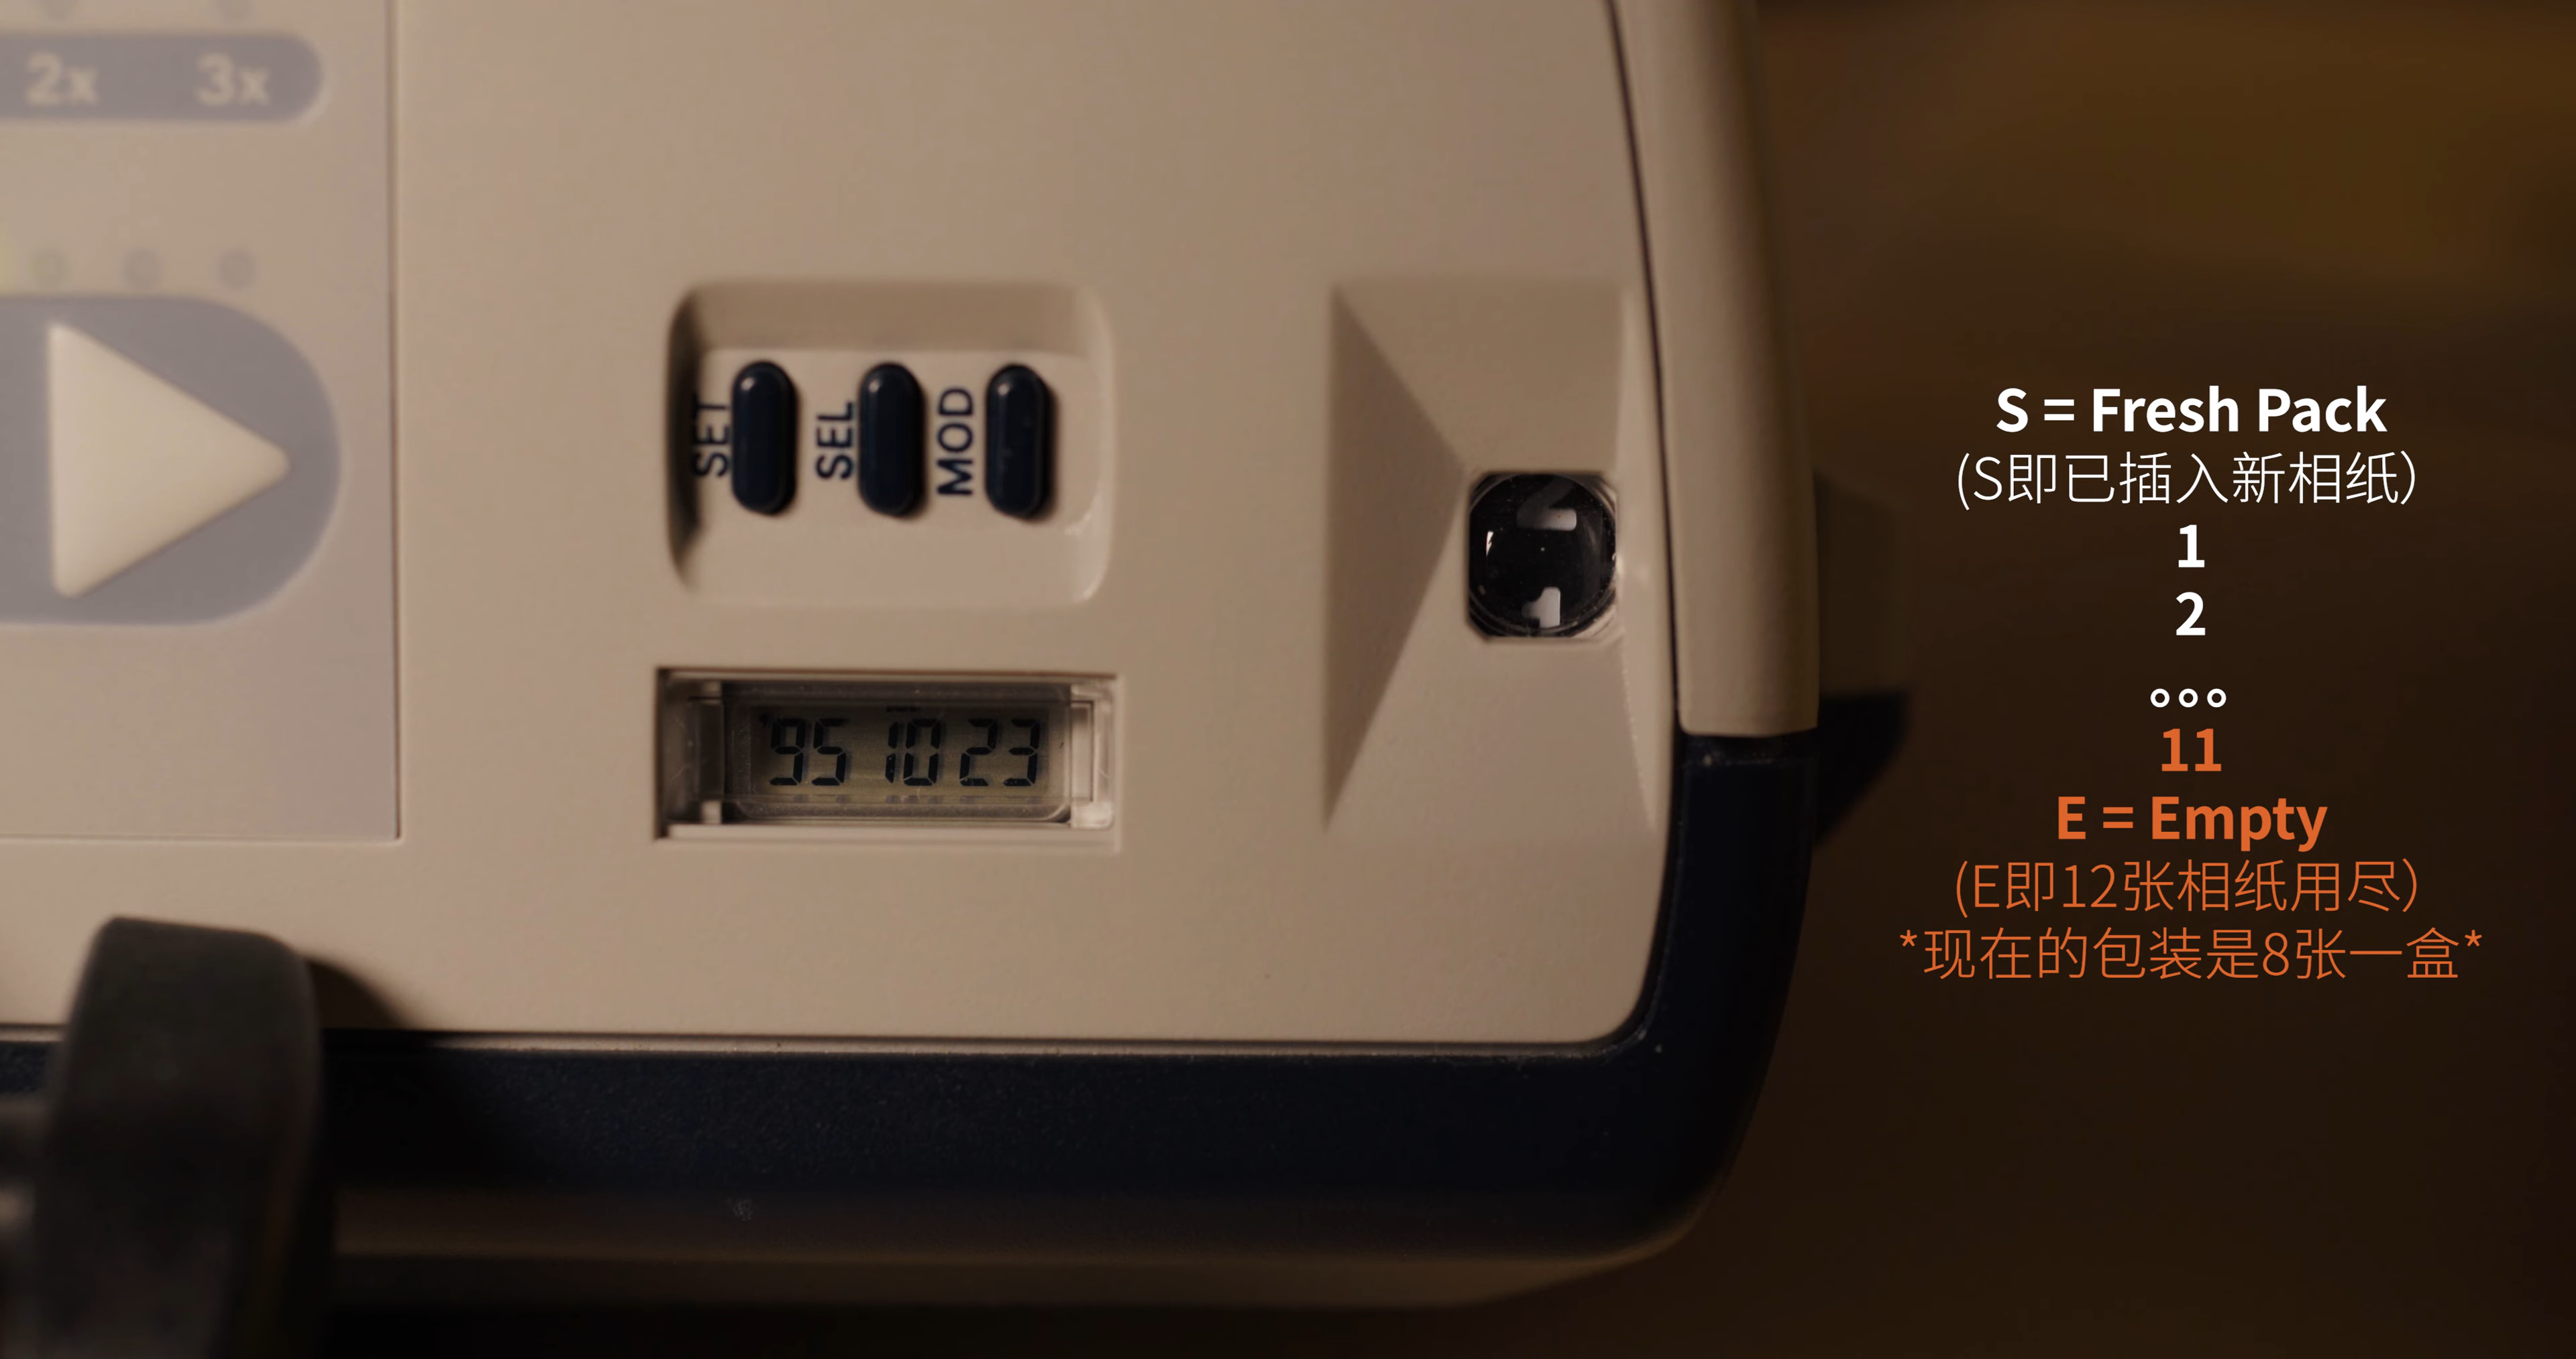 2x 3x
SET SEL MOD
2
1
95 10 23
S = Fresh Pack
(S即已插入新相纸)
1
2
。。。
11
E = Empty
(E即12张相纸用尽)
*现在的包装是8张一盒*